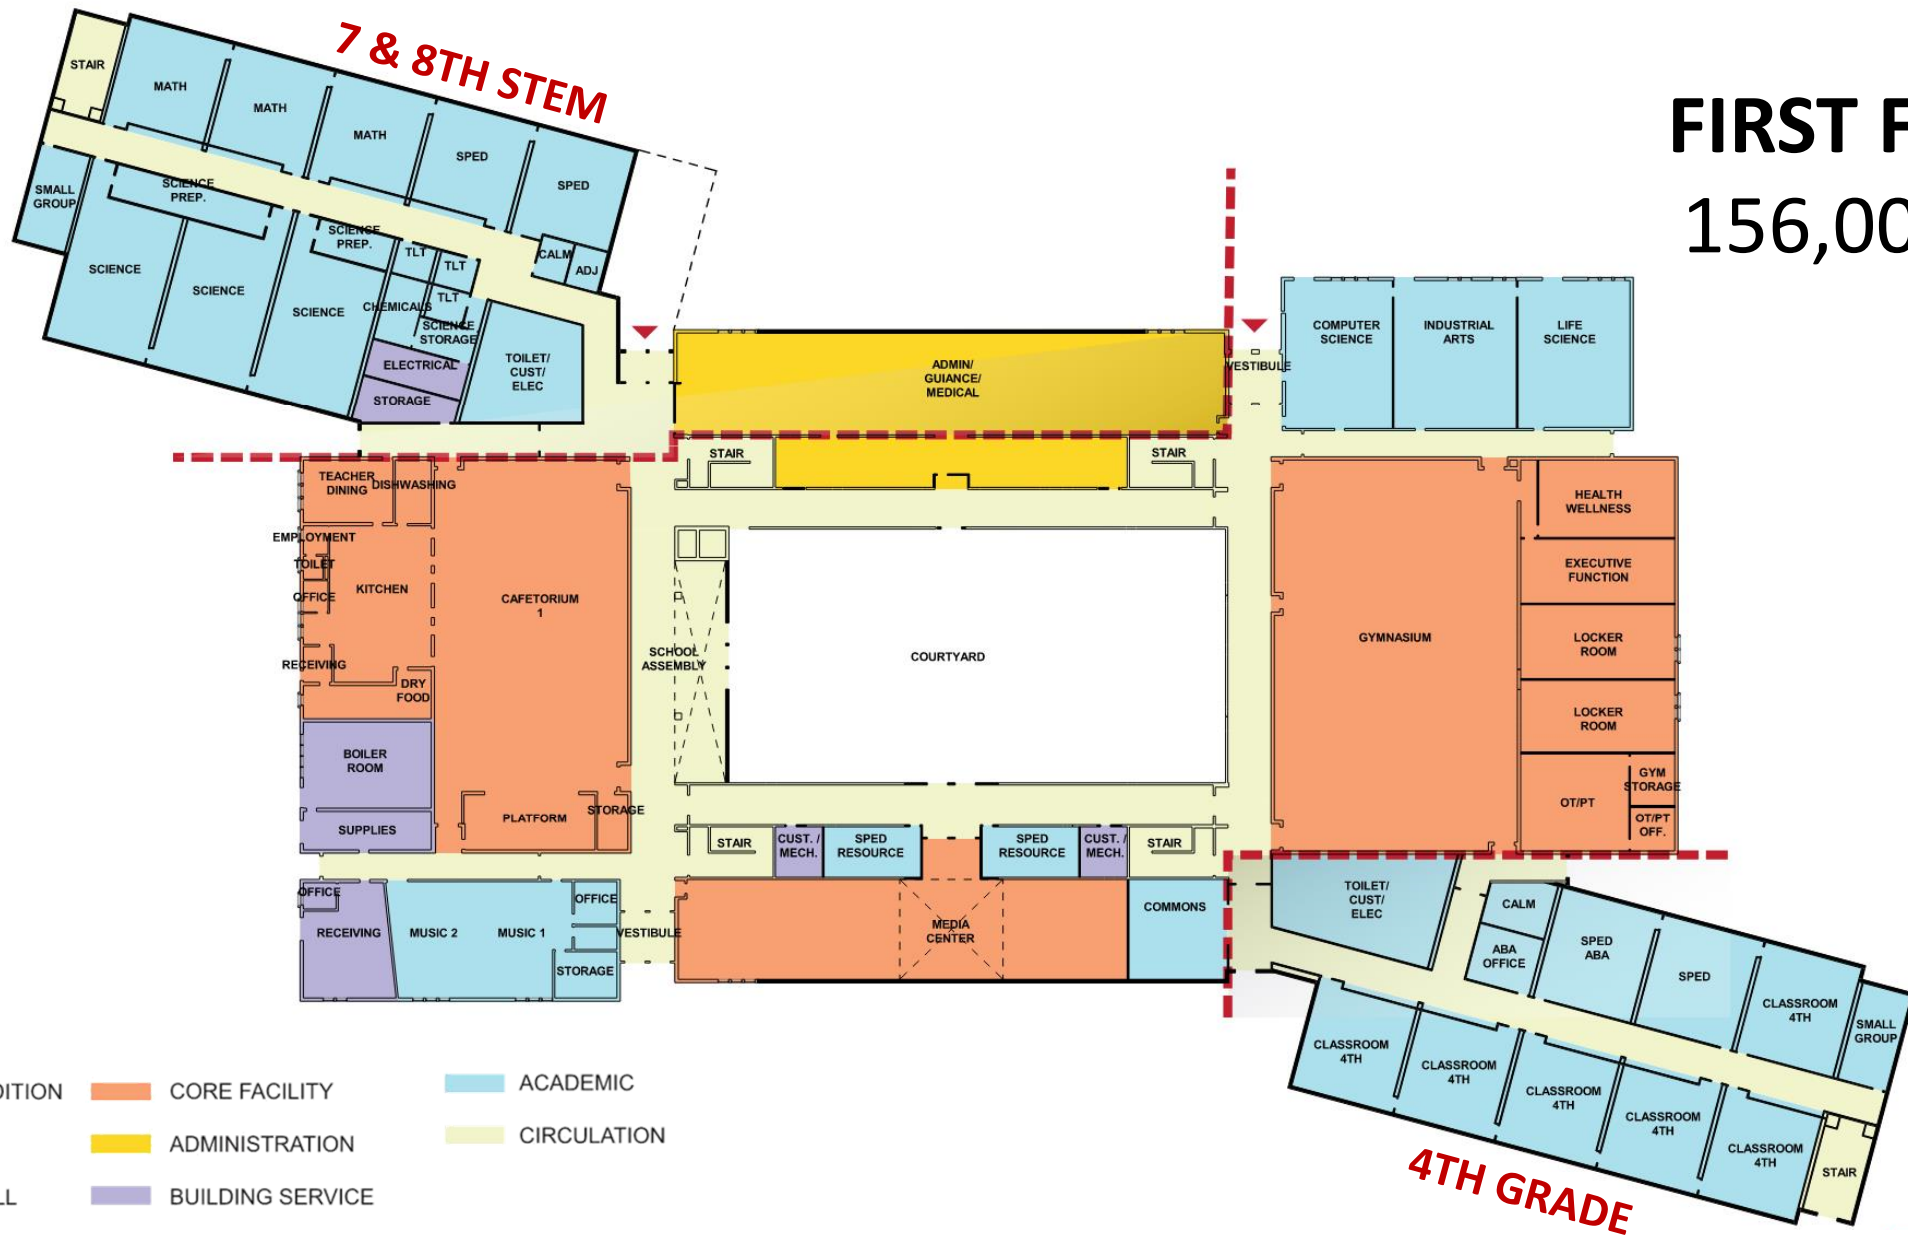 7 & 8TH STEM
FIRST F
156,00
STAIR
MATH
MATH
MATH
SPED
SPED
SMALL
GROUP
SCIENCE
PREP.
SCIENCE
PREP.
TLT
TLT
TLT
CALM
ADJ
SCIENCE
SCIENCE
SCIENCE
CHEMICALS
SCIENCE
STORAGE
ELECTRICAL
STORAGE
TOILET/
CUST/
ELEC
ADMIN/
GUIANCE/
MEDICAL
VESTIBULE
COMPUTER
SCIENCE
INDUSTRIAL
ARTS
LIFE
SCIENCE
STAIR
STAIR
TEACHER
DINING
DISHWASHING
EMPLOYMENT
TOILET
OFFICE
KITCHEN
RECEIVING
DRY
FOOD
CAFETORIUM
1
SCHOOL
ASSEMBLY
COURTYARD
GYMNASIUM
HEALTH
WELLNESS
EXECUTIVE
FUNCTION
LOCKER
ROOM
LOCKER
ROOM
OT/PT
GYM
STORAGE
OT/PT
OFF.
BOILER
ROOM
SUPPLIES
PLATFORM
STORAGE
STAIR
CUST. /
MECH.
SPED
RESOURCE
SPED
RESOURCE
CUST. /
MECH.
STAIR
OFFICE
RECEIVING
MUSIC 2
MUSIC 1
OFFICE
STORAGE
VESTIBULE
MEDIA
CENTER
COMMONS
TOILET/
CUST/
ELEC
CALM
ABA
OFFICE
SPED
ABA
SPED
CLASSROOM
4TH
SMALL
GROUP
CLASSROOM
4TH
CLASSROOM
4TH
CLASSROOM
4TH
CLASSROOM
4TH
CLASSROOM
4TH
STAIR
4TH GRADE
DITION
CORE FACILITY
ACADEMIC
ADMINISTRATION
CIRCULATION
LL
BUILDING SERVICE